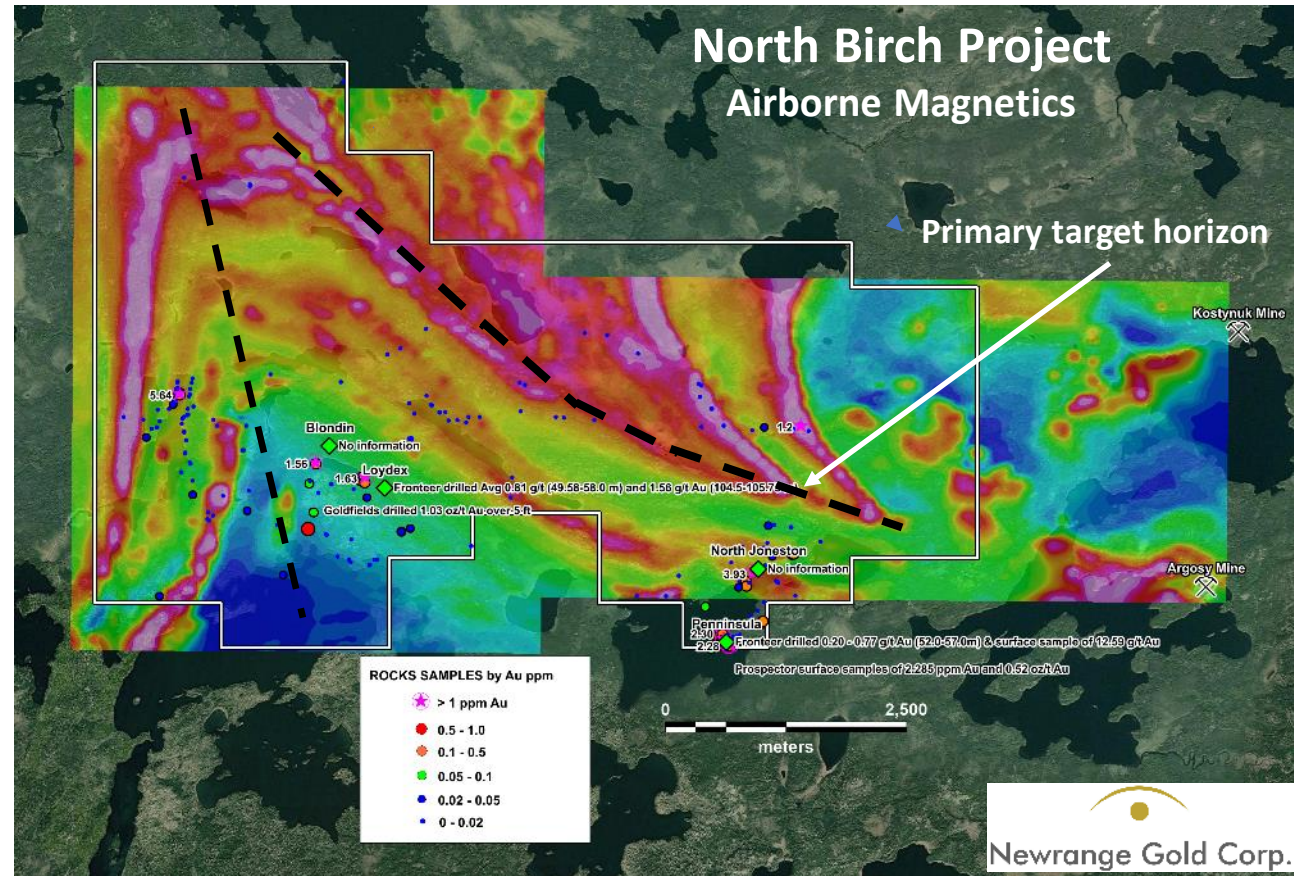 North Birch Project
Airborne Magnetics
Primary target horizon
Kostynuk Mine
5.64
1.2
Blondin
No information
1.56
1.63
Loydex
Fronteer drilled Avg 0.81 g/t (49.58-58.0 m) and 1.56 g/t Au (104.5-105.75
Goldfields drilled 1.03 oz/t Au over 5 ft
North Joneston
No information
3.93
Argosy Mine
Penninsula
2.30
Fronteer drilled 0.20 - 0.77 g/t Au (52.0-57.0m) & surface sample of 12.59 g/t Au
2.28
Prospector surface samples of 2.285 ppm Au and 0.52 oz/t Au
ROCKS SAMPLES by Au ppm
> 1 ppm Au
0.5 - 1.0
0.1 - 0.5
0.05 - 0.1
0.02 - 0.05
0 - 0.02
0 2,500
meters
Newrange Gold Corp.